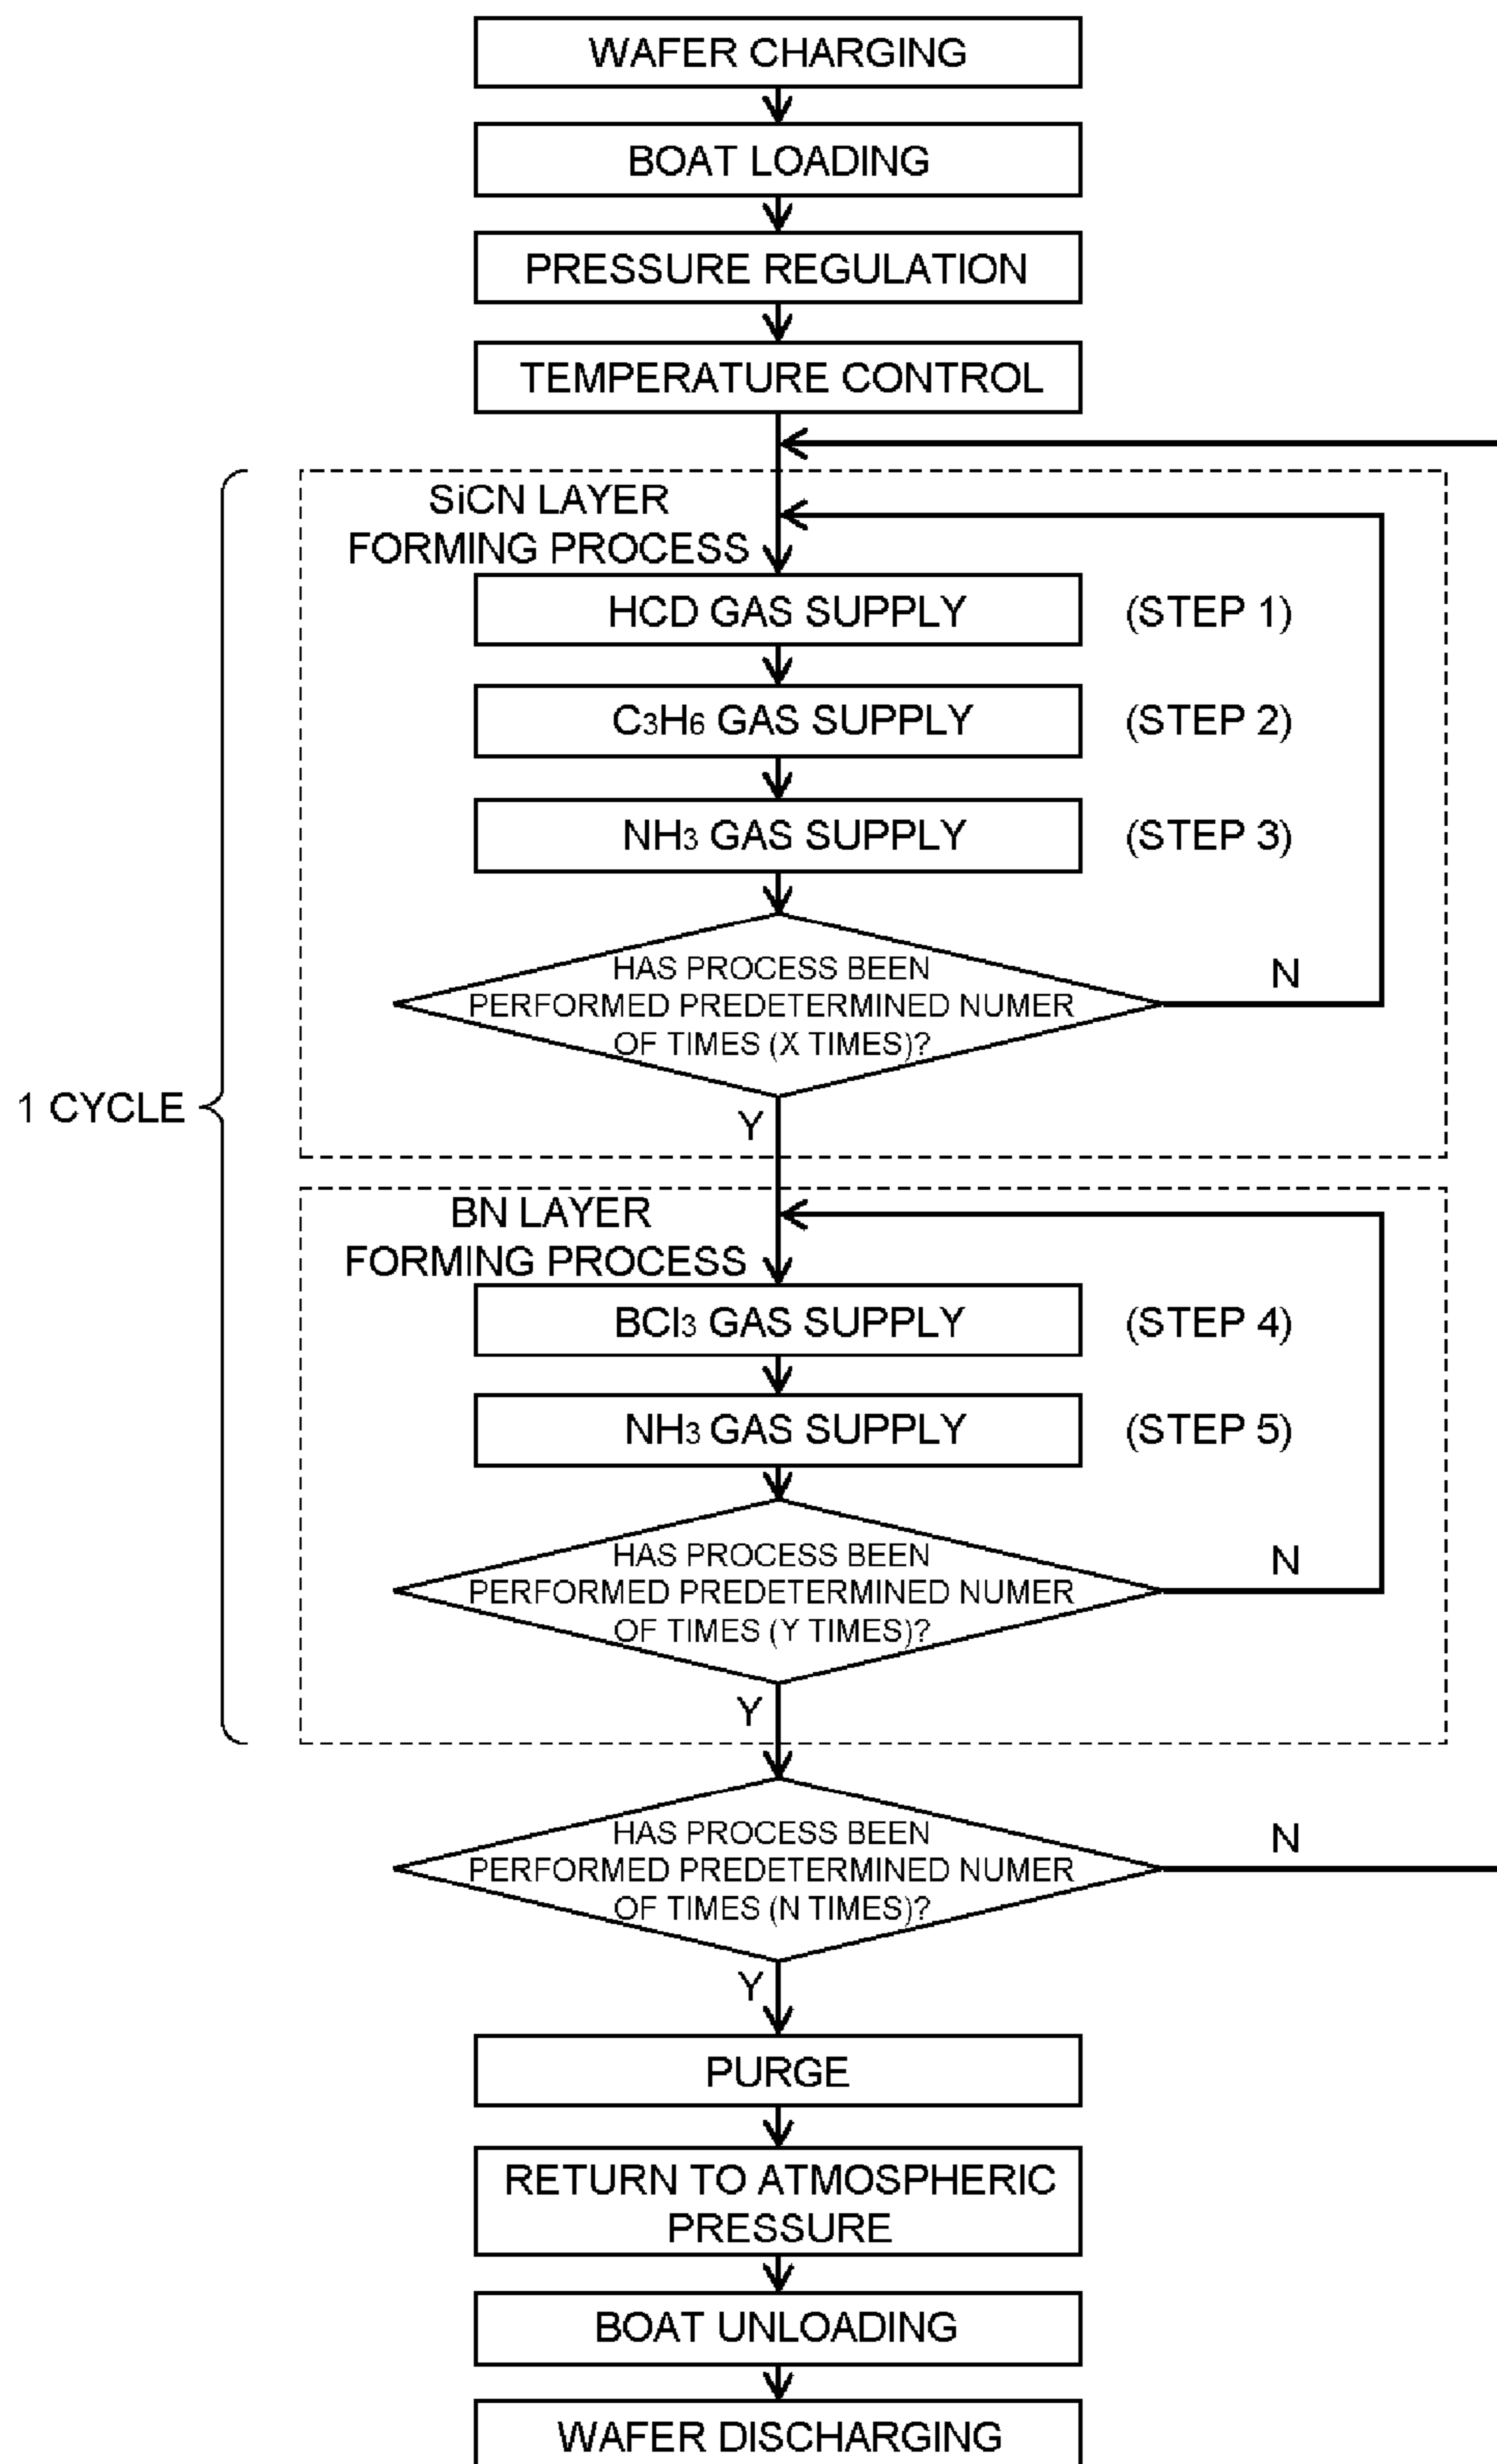 WAFER CHARGING
BOAT LOADING
PRESSURE REGULATION
TEMPERATURE CONTROL
SiCN LAYER
FORMING PROCESS
HCD GAS SUPPLY (STEP 1)
C3H6 GAS SUPPLY (STEP 2)
NH3 GAS SUPPLY (STEP 3)
HAS PROCESS BEEN
PERFORMED PREDETERMINED NUMER
OF TIMES (X TIMES)?
N
1 CYCLE
Y
BN LAYER
FORMING PROCESS
BCl3 GAS SUPPLY (STEP 4)
NH3 GAS SUPPLY (STEP 5)
HAS PROCESS BEEN
PERFORMED PREDETERMINED NUMER
OF TIMES (Y TIMES)?
N
Y
HAS PROCESS BEEN
PERFORMED PREDETERMINED NUMER
OF TIMES (N TIMES)?
N
Y
PURGE
RETURN TO ATMOSPHERIC
PRESSURE
BOAT UNLOADING
WAFER DISCHARGING